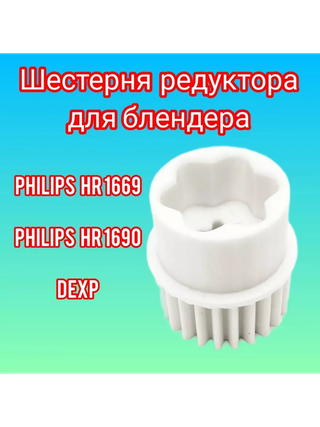 Шестерня редуктора
для блендера
PHILIPS HR1669
PHILIPS HR1690
DEXP